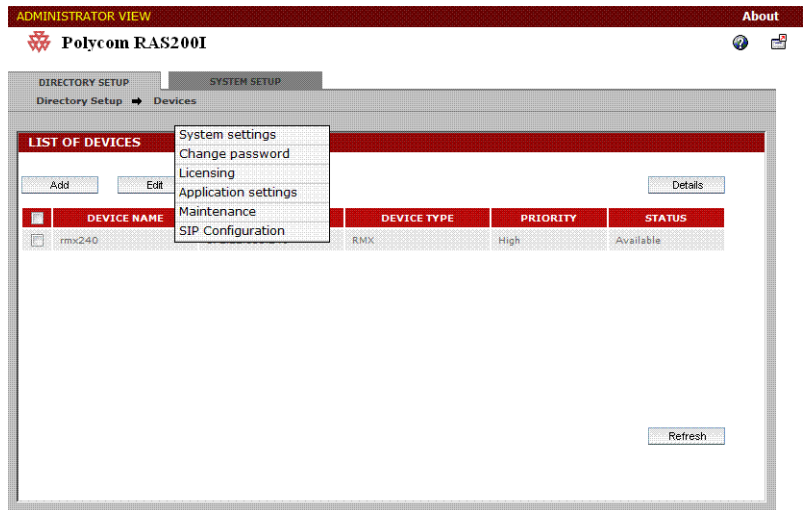 ADMINISTRATOR VIEW About
Polycom RAS200I
DIRECTORY SETUP SYSTEM SETUP
Directory Setup ➡ Devices
LIST OF DEVICES
System settings
Change password
Licensing
Application settings
Maintenance
SIP Configuration
Add Edit Details
DEVICE NAME DEVICE TYPE PRIORITY STATUS
rmx240 RMX High Available
Refresh